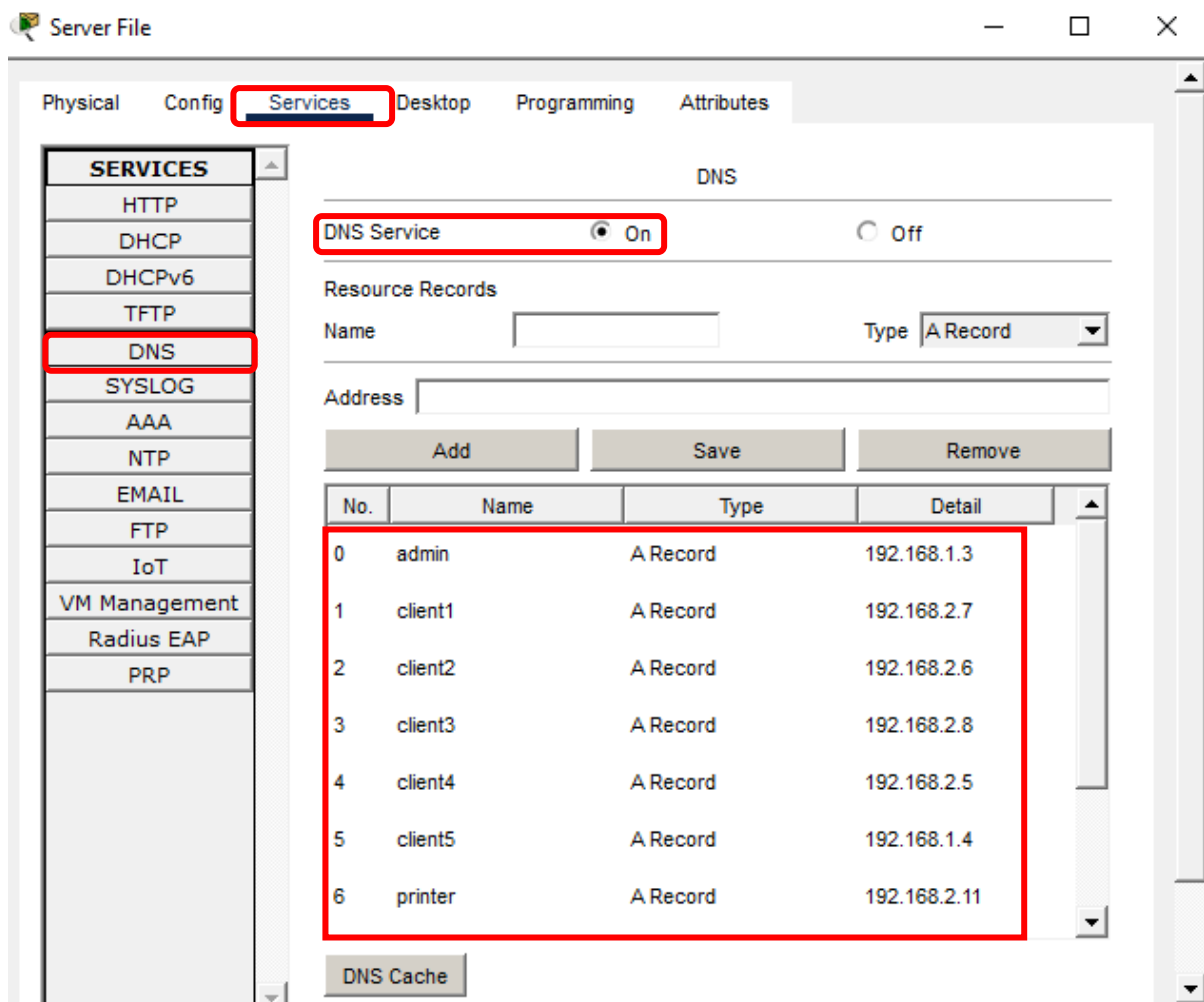 Server File
Physical Config Services Desktop Programming Attributes
SERVICES
HTTP
DHCP
DHCPv6
TFTP
DNS
SYSLOG
AAA
NTP
EMAIL
FTP
IoT
VM Management
Radius EAP
PRP
DNS
DNS Service On Off
Resource Records
Name Type A Record
Address
Add Save Remove
No. Name Type Detail
0 admin A Record 192.168.1.3
1 client1 A Record 192.168.2.7
2 client2 A Record 192.168.2.6
3 client3 A Record 192.168.2.8
4 client4 A Record 192.168.2.5
5 client5 A Record 192.168.1.4
6 printer A Record 192.168.2.11
DNS Cache